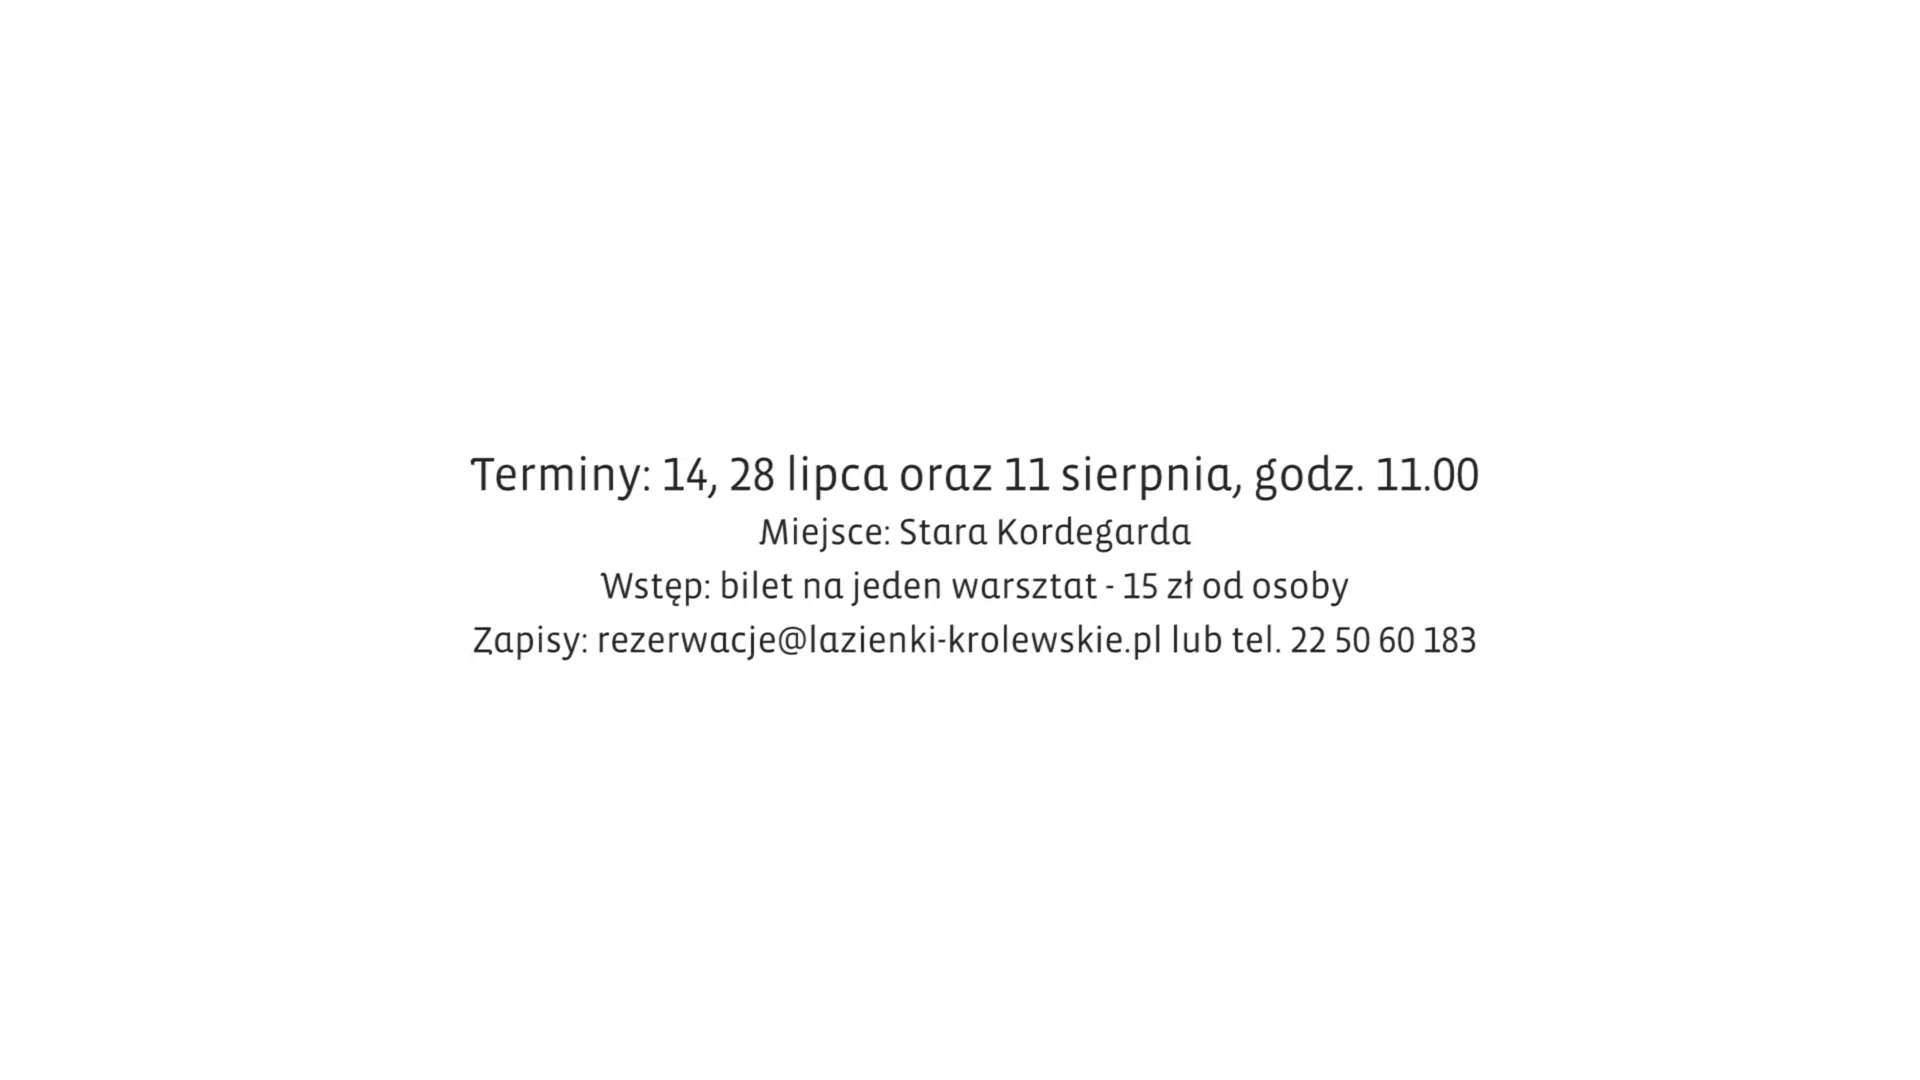 Terminy: 14, 28 lipca oraz 11 sierpnia, godz. 11.00
Miejsce: Stara Kordegarda
Wstęp: bilet na jeden warsztat - 15 zł od osoby
Zapisy: rezerwacje@lazienki-krolewskie.pl lub tel. 22 50 60 183